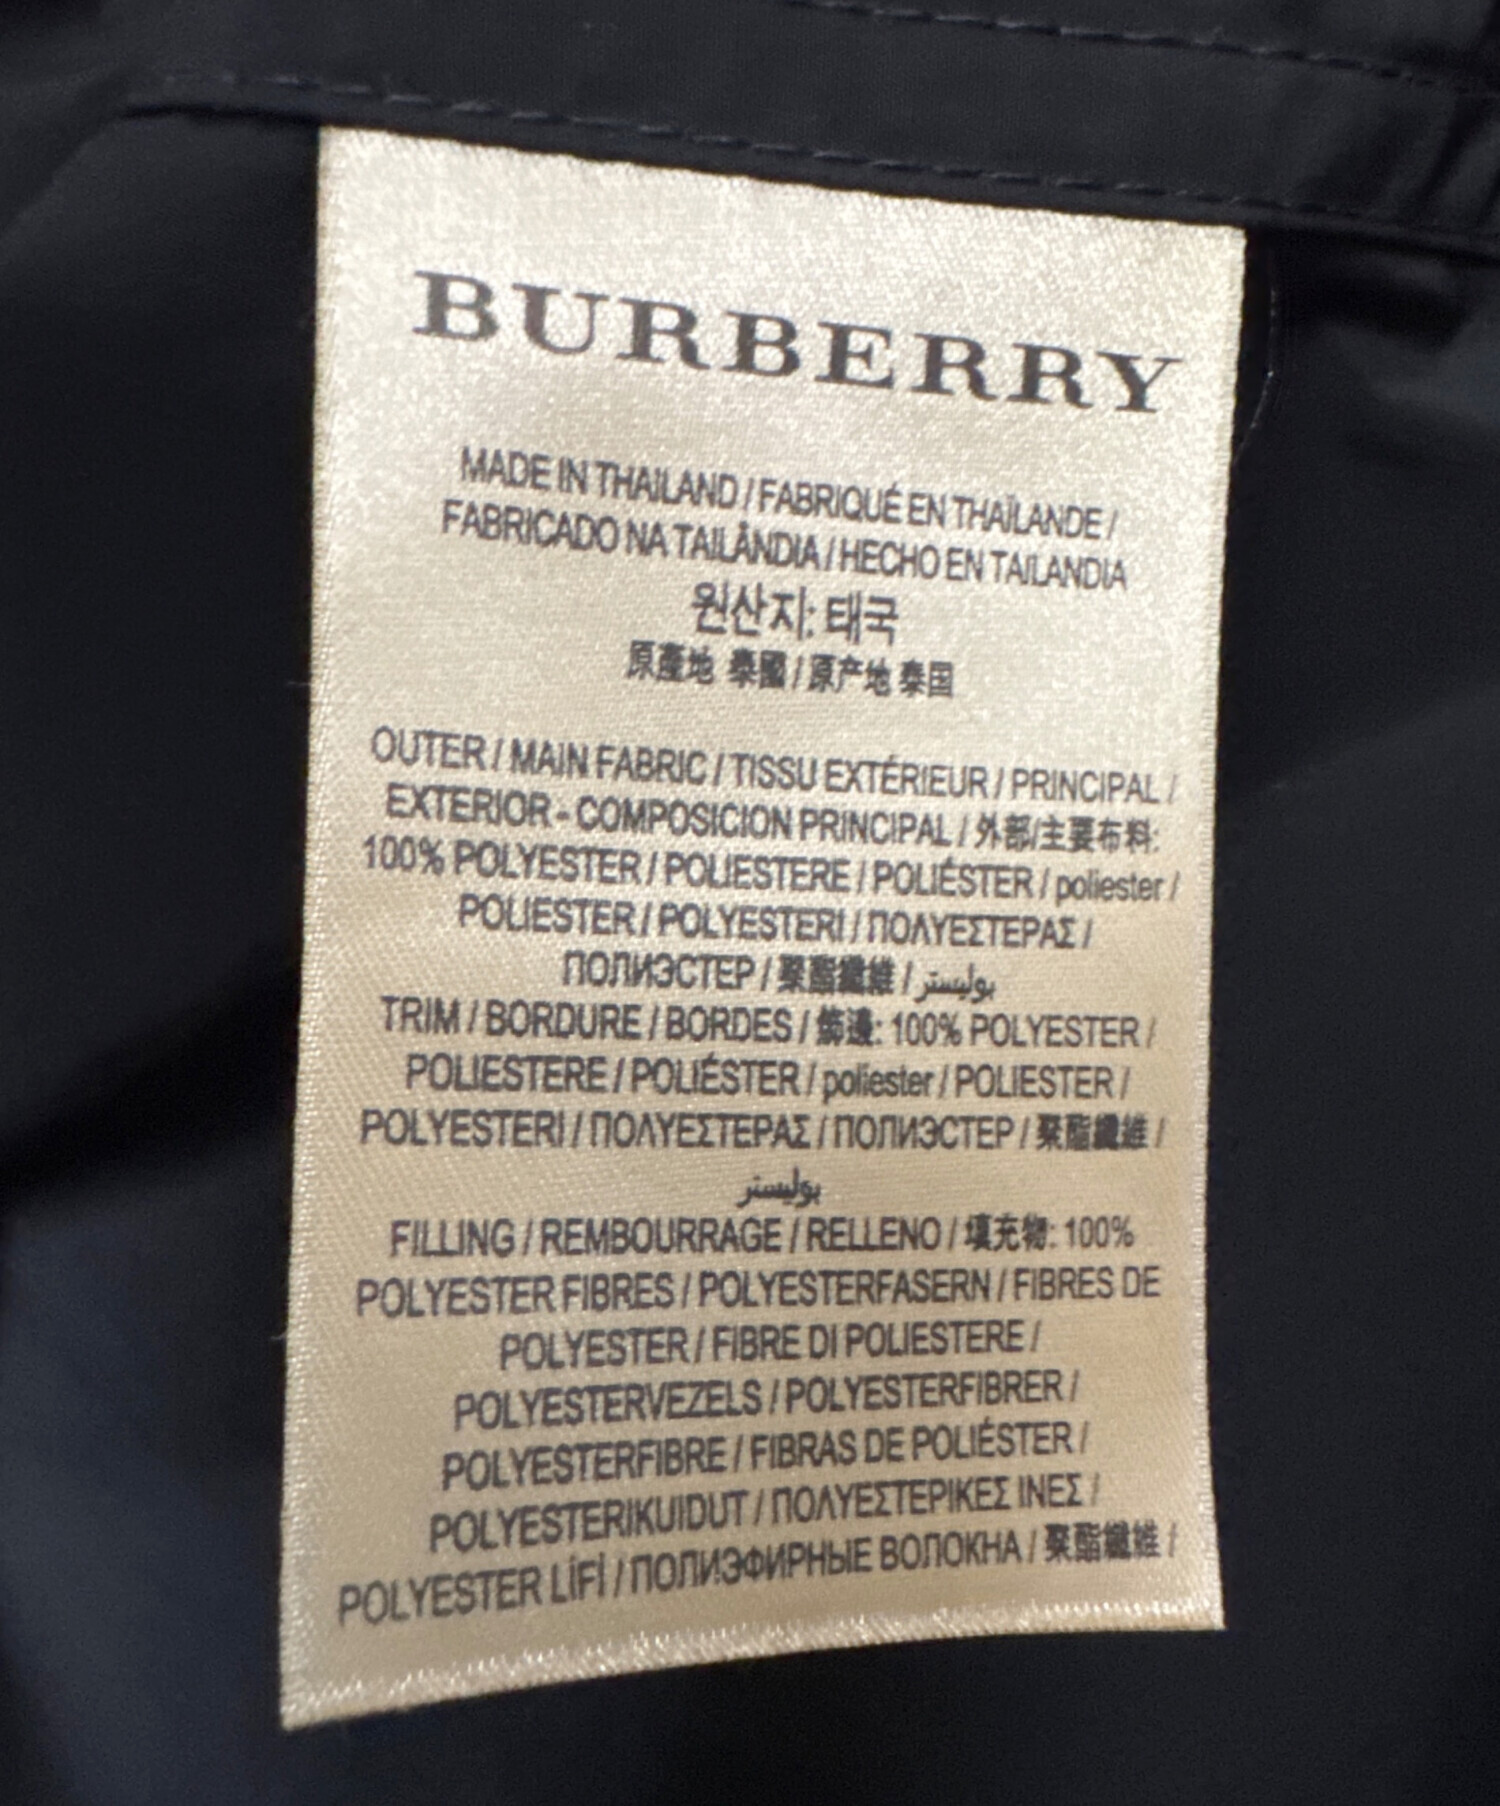 BURBERRY
MADE IN THAILAND / FABRIQUÉ EN THAÏLANDE /
FABRICADO NA TAILÂNDIA / HECHO EN TAILANDIA
원산지: 태국
原產地 泰國 / 原产地 泰国
OUTER / MAIN FABRIC / TISSU EXTÉRIEUR / PRINCIPAL /
EXTERIOR - COMPOSICION PRINCIPAL / 外部/主要布料:
100% POLYESTER / POLIESTERE / POLIÉSTER / poliester /
POLIESTER / POLYESTERI / ΠΟΛΥΕΣΤΕΡΑΣ /
ПОЛИЭСТЕР / 聚酯纖維 / بوليستر
TRIM / BORDURE / BORDES / 飾邊: 100% POLYESTER /
POLIESTERE / POLIÉSTER / poliester / POLIESTER /
POLYESTERI / ΠΟΛΥΕΣΤΕΡΑΣ / ПОЛИЭСТЕР / 聚酯纖維 /
بوليستر
FILLING / REMBOURRAGE / RELLENO / 填充物: 100%
POLYESTER FIBRES / POLYESTERFASERN / FIBRES DE
POLYESTER / FIBRE DI POLIESTERE /
POLYESTERVEZELS / POLYESTERFIBRER /
POLYESTERFIBRE / FIBRAS DE POLIÉSTER /
POLYESTERIKUIDUT / ΠΟΛΥΕΣΤΕΡΙΚΕΣ ΙΝΕΣ /
POLYESTER LİFİ / ПОЛИЭФИРНЫЕ ВОЛОКНА / 聚酯纖維 /